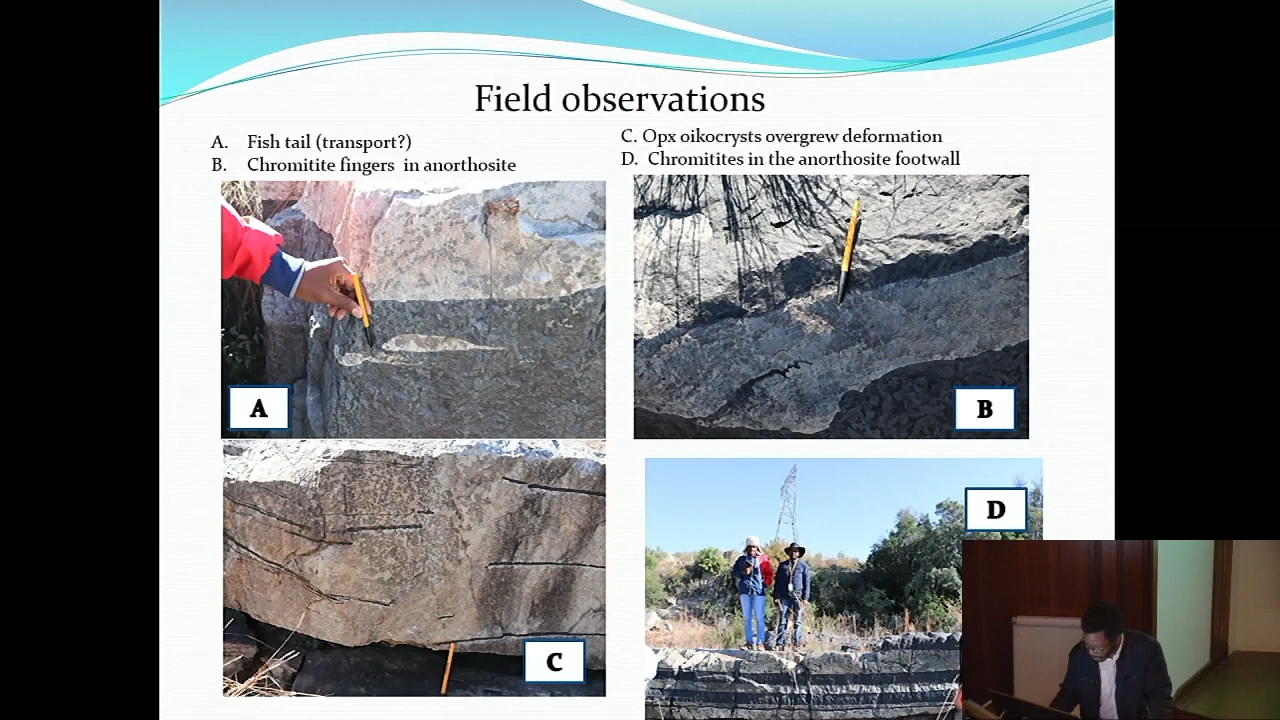 Field observations
A. Fish tail (transport?)
B. Chromitite fingers in anorthosite
C. Opx oikocrysts overgrew deformation
D. Chromitites in the anorthosite footwall
A
B
C
D